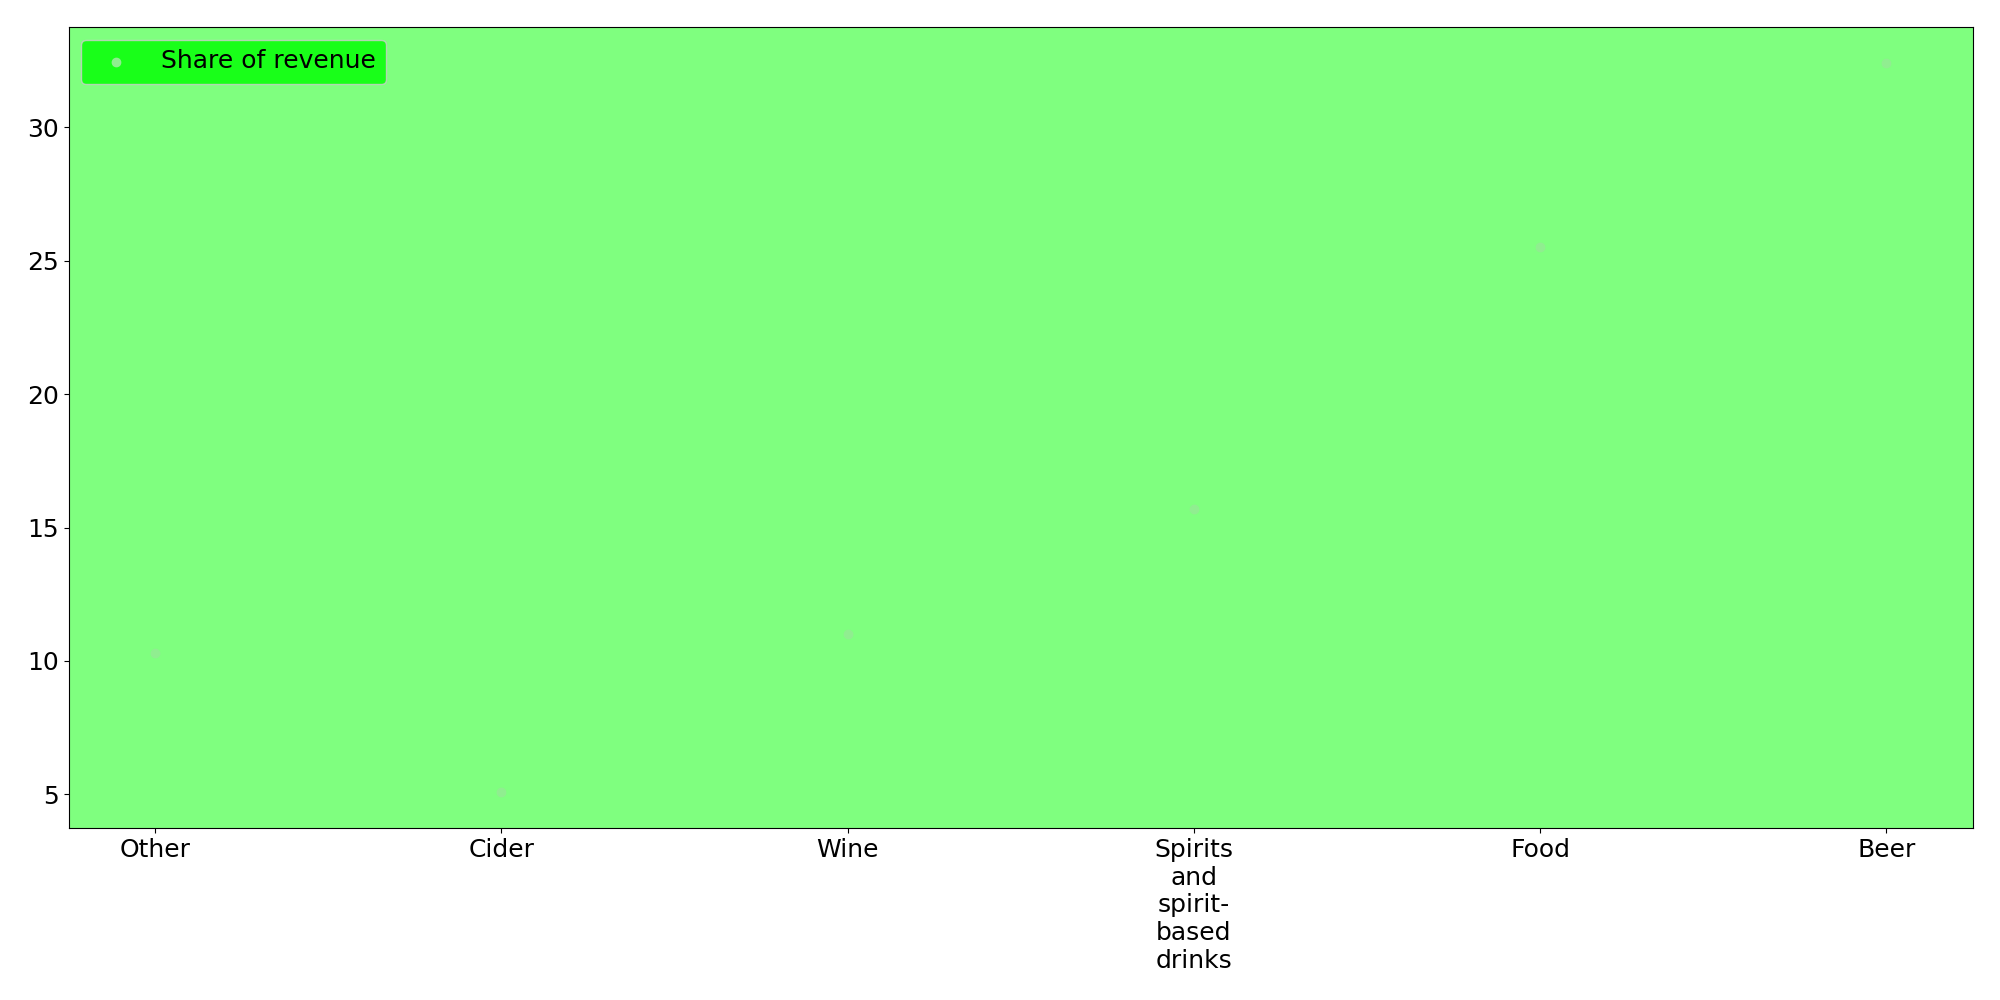 Share of revenue
30
25
20
15
10
5
Other Cider Wine Spirits Food Beer
and
spirit-
based
drinks